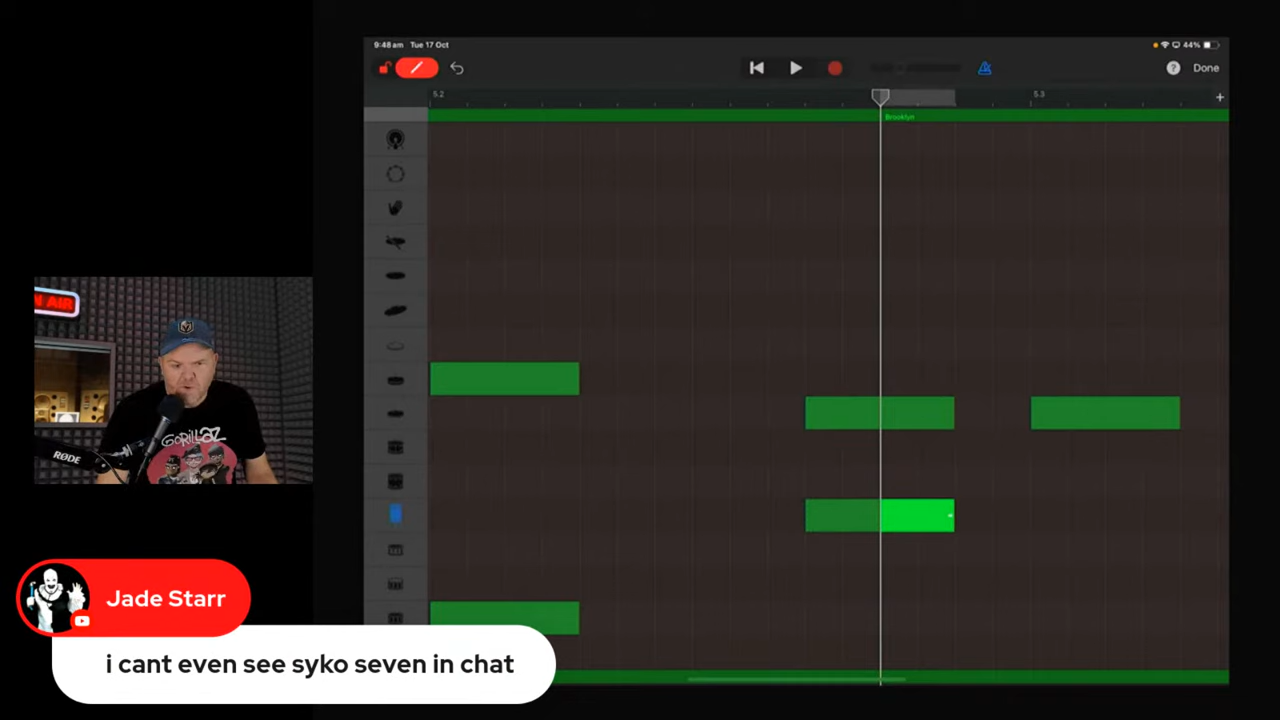 9:48 am Tue 17 Oct
44%
? Done
5.2
5.3
+
Brooklyn
ON AIR
GORILLAZ
RØDE
Jade Starr
i cant even see syko seven in chat